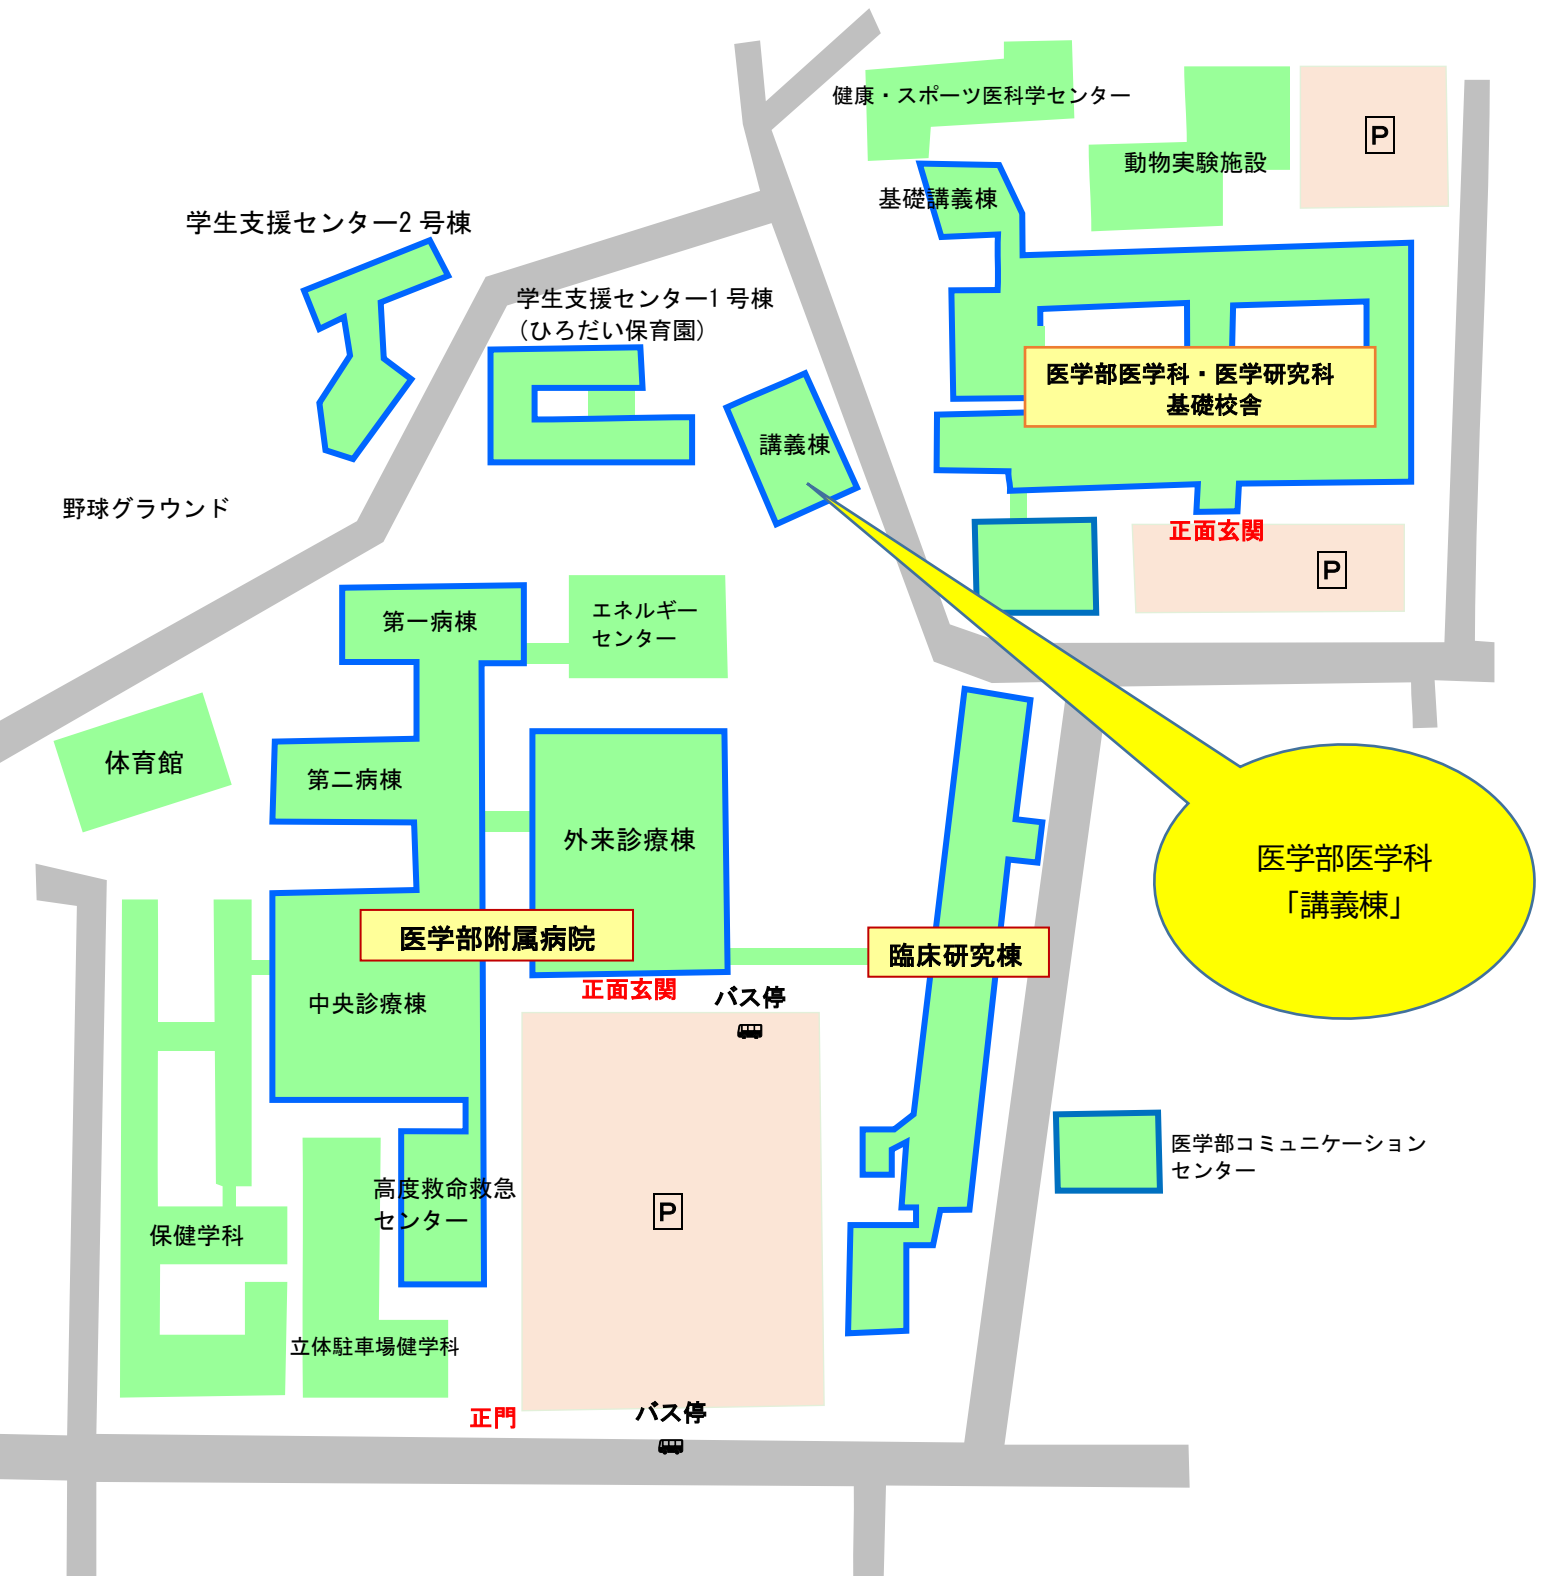 健康・スポーツ医科学センター
P
動物実験施設
基礎講義棟
学生支援センター2号棟
学生支援センター1号棟
(ひろだい保育園)
医学部医学科・医学研究科
基礎校舎
講義棟
野球グラウンド
正面玄関
P
第一病棟
エネルギー
センター
体育館
第二病棟
外来診療棟
医学部医学科
「講義棟」
医学部附属病院
臨床研究棟
正面玄関
バス停
中央診療棟
医学部コミュニケーション
センター
高度救命救急
センター
P
保健学科
立体駐車場健学科
正門
バス停